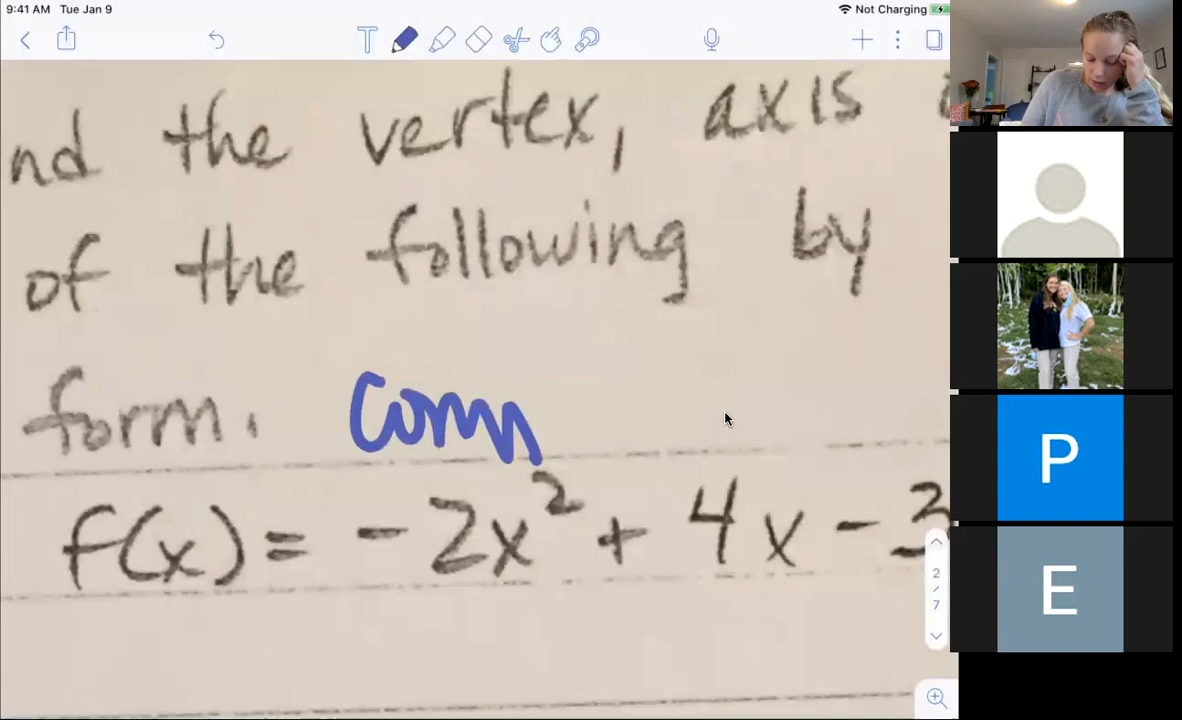 9:41 AM Tue Jan 9
Not Charging
nd the vertex, axis
of the following by
form. Com
f(x) = -2x² + 4x - 3
2 / 7
P
E